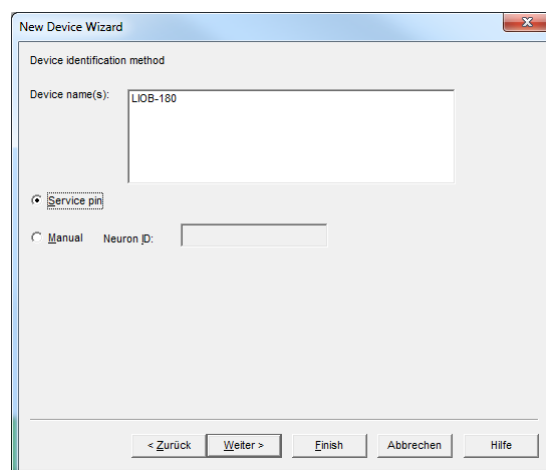 New Device Wizard
Device identification method
Device name(s):
LIOB-180
Service pin
Manual Neuron ID:
< Zurück Weiter > Finish Abbrechen Hilfe